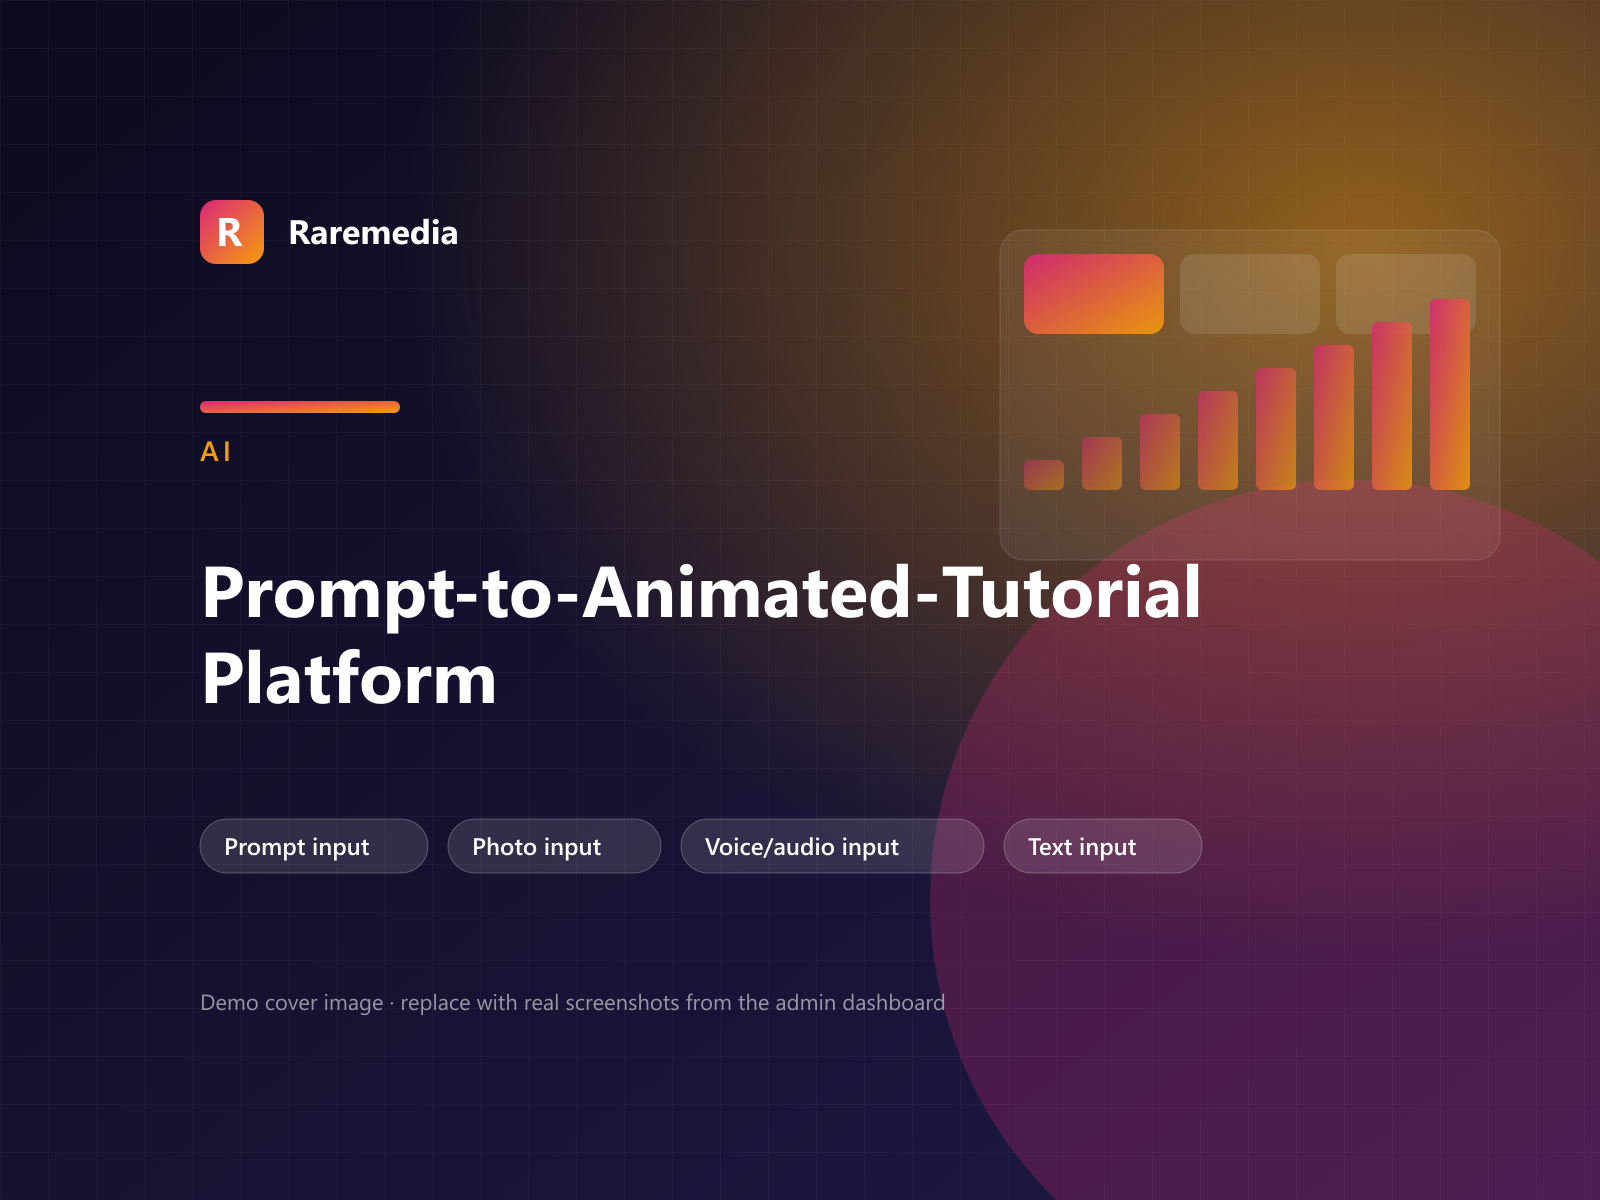 R
Raremedia
AI
Prompt-to-Animated-Tutorial
Platform
Prompt input
Photo input
Voice/audio input
Text input
Demo cover image · replace with real screenshots from the admin dashboard